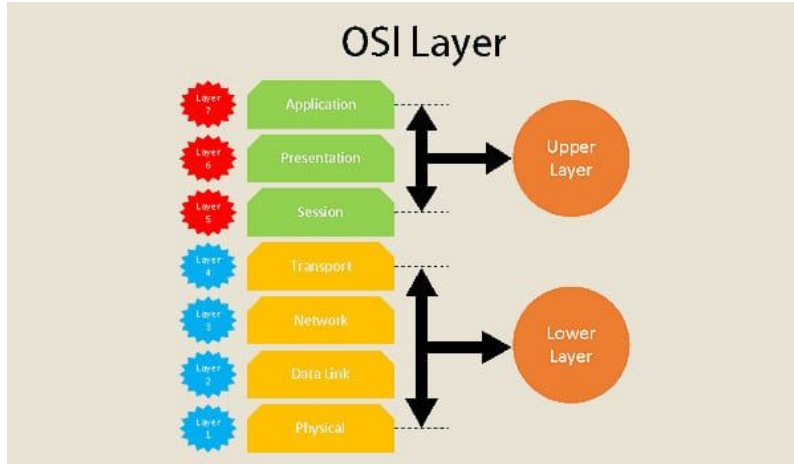 OSI Layer
Layer
7
Application
Layer
6
Presentation
Layer
5
Session
Upper
Layer
Layer
4
Transport
Layer
3
Network
Layer
2
Data Link
Layer
1
Physical
Lower
Layer